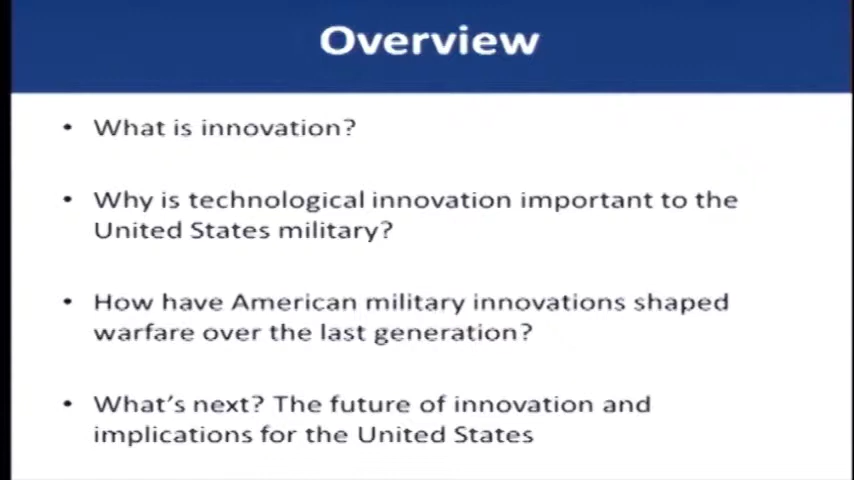 Overview
• What is innovation?
• Why is technological innovation important to the
United States military?
• How have American military innovations shaped
warfare over the last generation?
• What's next? The future of innovation and
implications for the United States